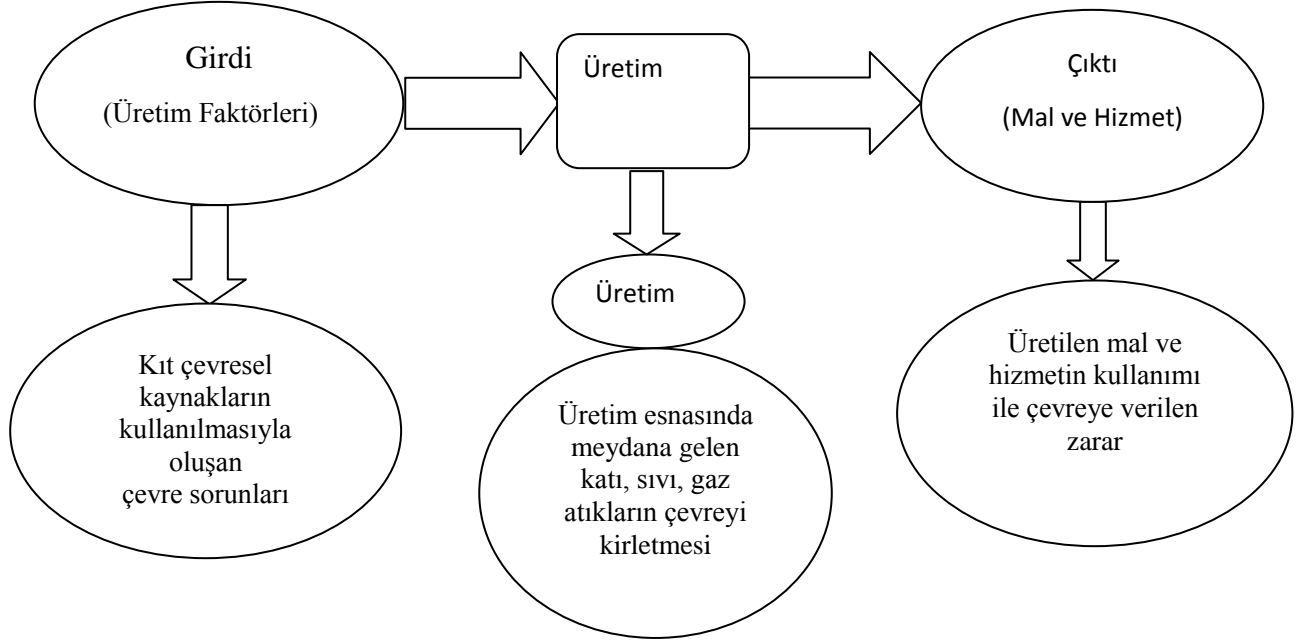 Girdi
(Üretim Faktörleri)
Üretim
Çıktı
(Mal ve Hizmet)
Kıt çevresel
kaynakların
kullanılmasıyla
oluşan
çevre sorunları
Üretim
Üretim esnasında
meydana gelen
katı, sıvı, gaz
atıkların çevreyi
kirletmesi
Üretilen mal ve
hizmetin kullanımı
ile çevreye verilen
zarar